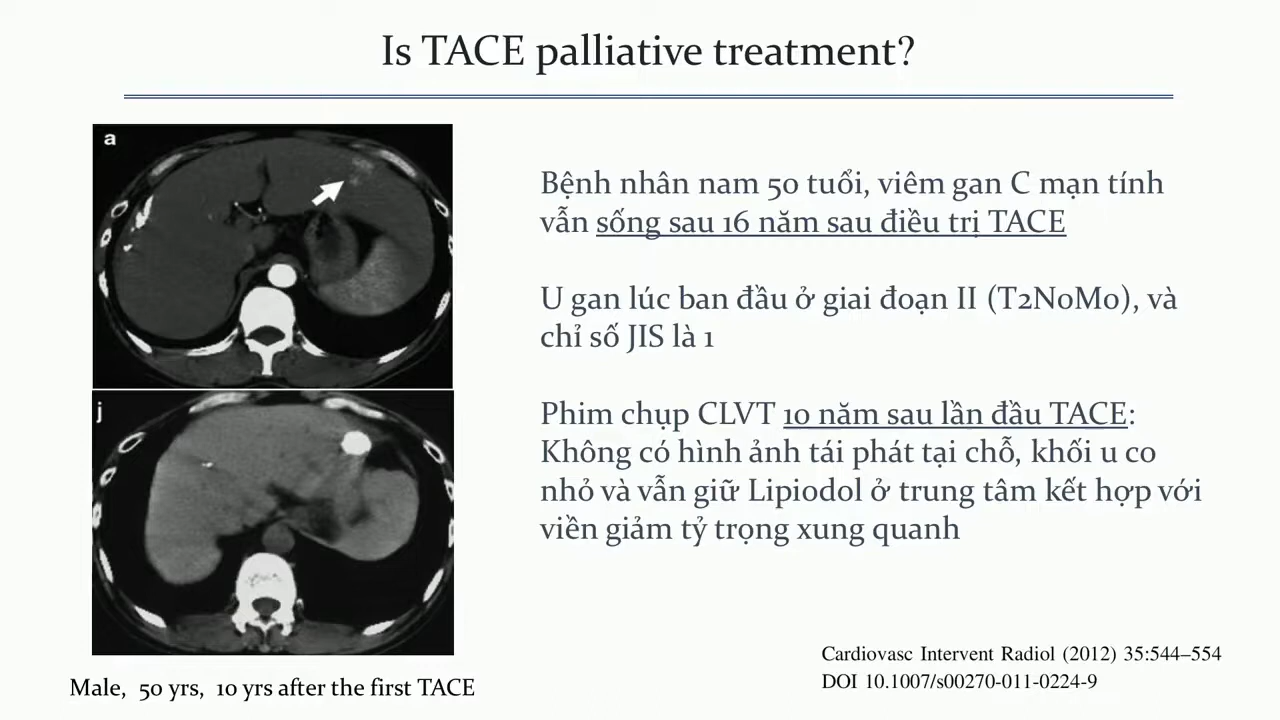 Is TACE palliative treatment?
a
Bệnh nhân nam 50 tuổi, viêm gan C mạn tính
vẫn sống sau 16 năm sau điều trị TACE
U gan lúc ban đầu ở giai đoạn II (T2N0M0), và
chỉ số JIS là 1
j
Phim chụp CLVT 10 năm sau lần đầu TACE:
Không có hình ảnh tái phát tại chỗ, khối u co
nhỏ và vẫn giữ Lipiodol ở trung tâm kết hợp với
viền giảm tỷ trọng xung quanh
Male, 50 yrs, 10 yrs after the first TACE
Cardiovasc Intervent Radiol (2012) 35:544–554
DOI 10.1007/s00270-011-0224-9